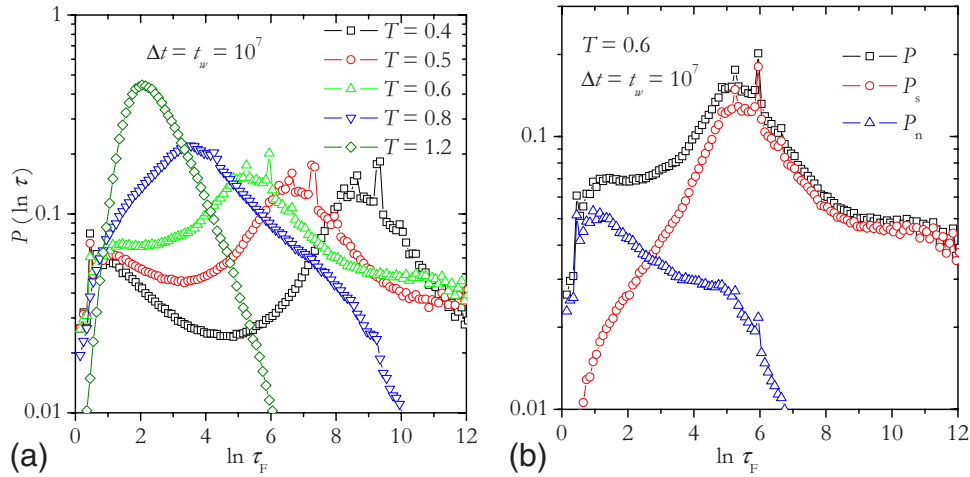 1
Δt = t_w = 10^7
T = 0.4
T = 0.5
T = 0.6
T = 0.8
T = 1.2
0.1
0.01
P (ln τ)
0 2 4 6 8 10 12
ln τ_F
(a)
T = 0.6
Δt = t_w = 10^7
P
P_s
P_n
0.1
0.01
0 2 4 6 8 10 12
ln τ_F
(b)